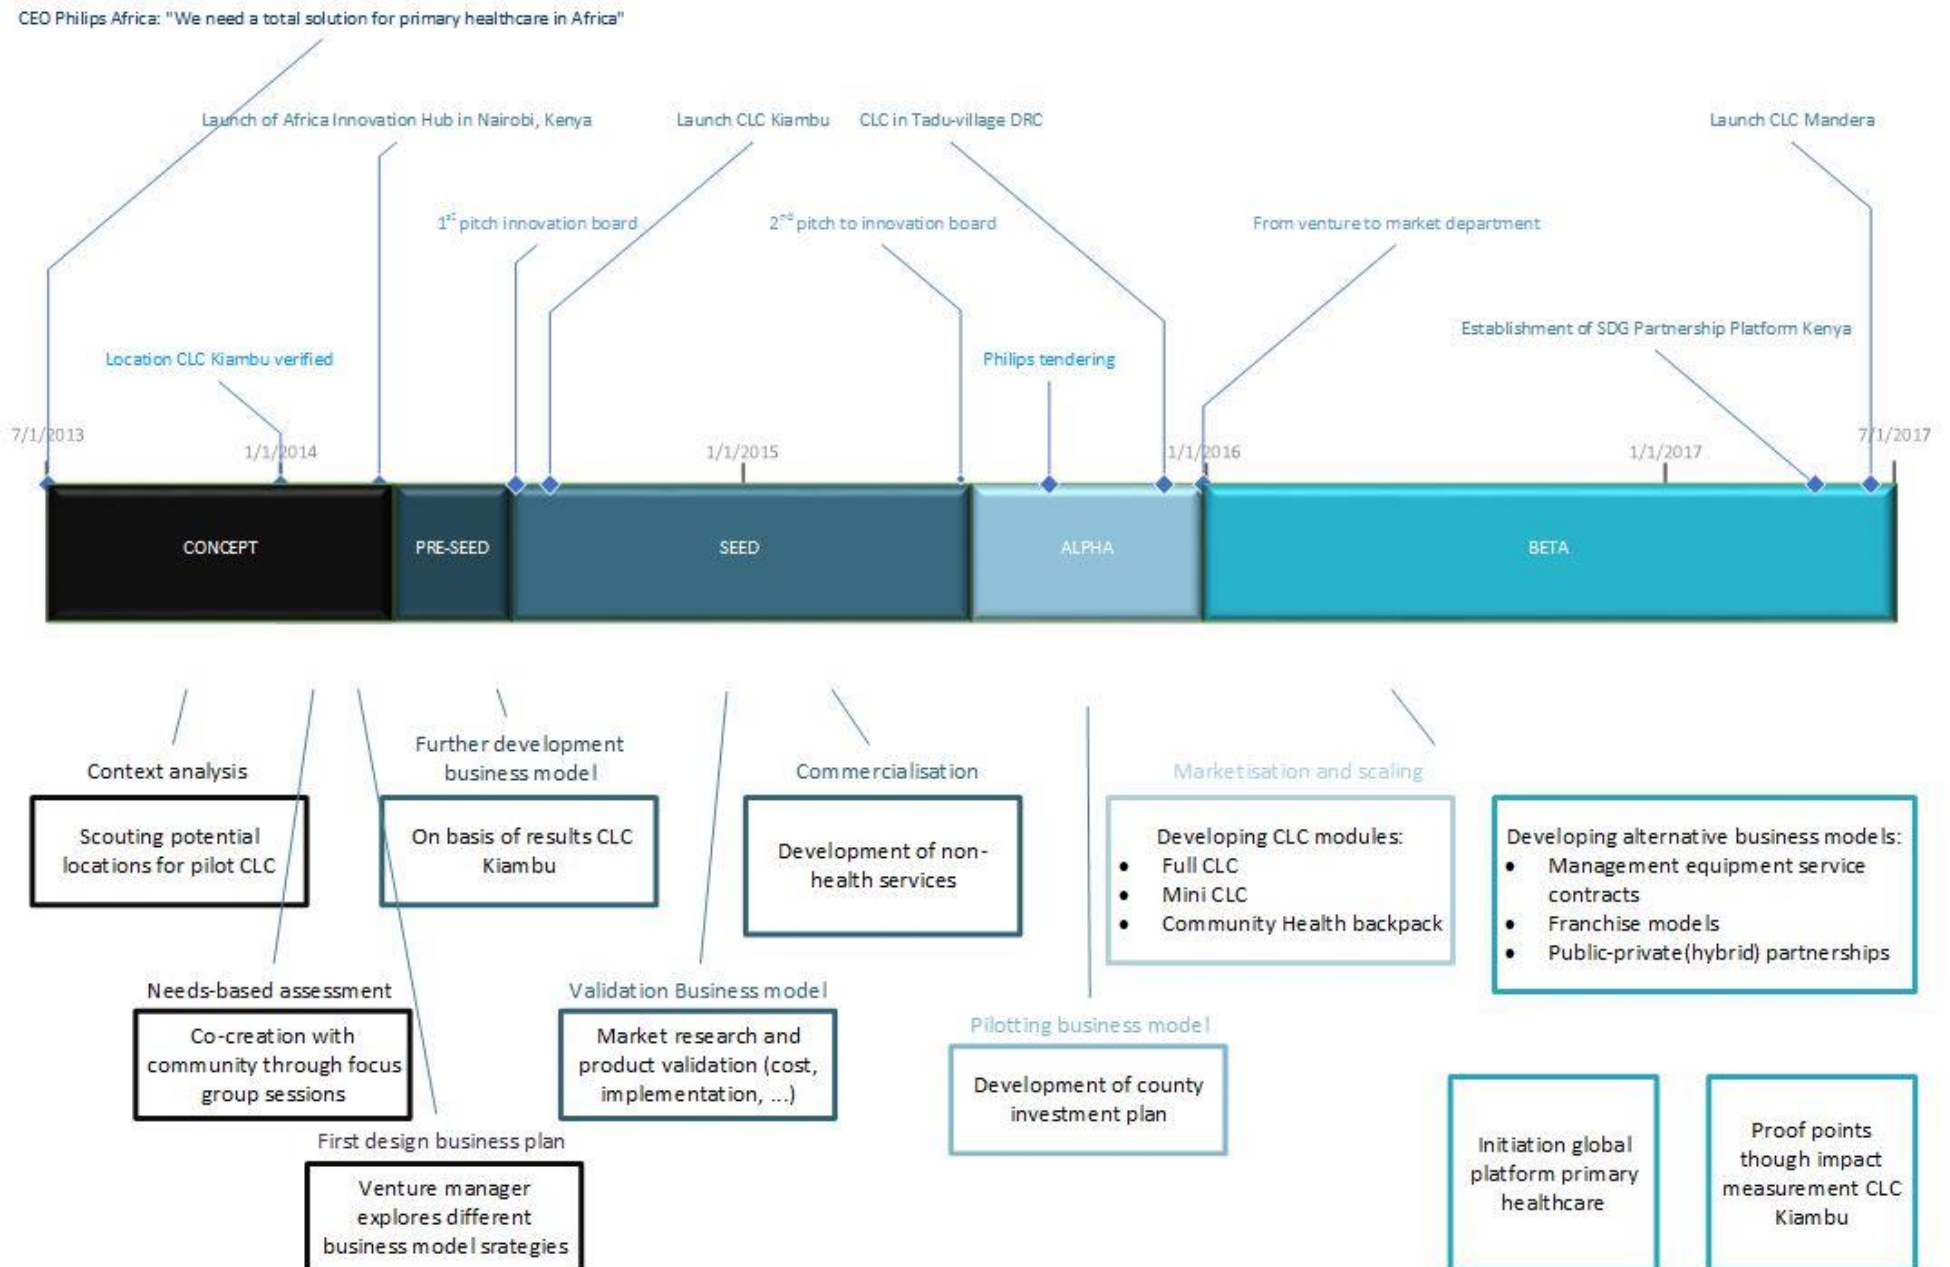 CEO Philips Africa: "We need a total solution for primary healthcare in Africa"
Launch of Africa Innovation Hub in Nairobi, Kenya
Launch CLC Kiambu
CLC in Tadu-village DRC
Launch CLC Mandera
1st pitch innovation board
2nd pitch to innovation board
From venture to market department
Establishment of SDG Partnership Platform Kenya
Location CLC Kiambu verified
Philips tendering
7/1/2013
1/1/2014
1/1/2015
1/1/2016
1/1/2017
7/1/2017
CONCEPT
PRE-SEED
SEED
ALPHA
BETA
Context analysis
Scouting potential
locations for pilot CLC
Further development
business model
On basis of results CLC
Kiambu
Commercialisation
Development of non-
health services
Marketisation and scaling
Developing CLC modules:
• Full CLC
• Mini CLC
• Community Health backpack
Developing alternative business models:
• Management equipment service
contracts
• Franchise models
• Public-private(hybrid) partnerships
Needs-based assessment
Co-creation with
community through focus
group sessions
Validation Business model
Market research and
product validation (cost,
implementation, ...)
Pilotting business model
Development of county
investment plan
First design business plan
Venture manager
explores different
business model srategies
Initiation global
platform primary
healthcare
Proof points
though impact
measurement CLC
Kiambu